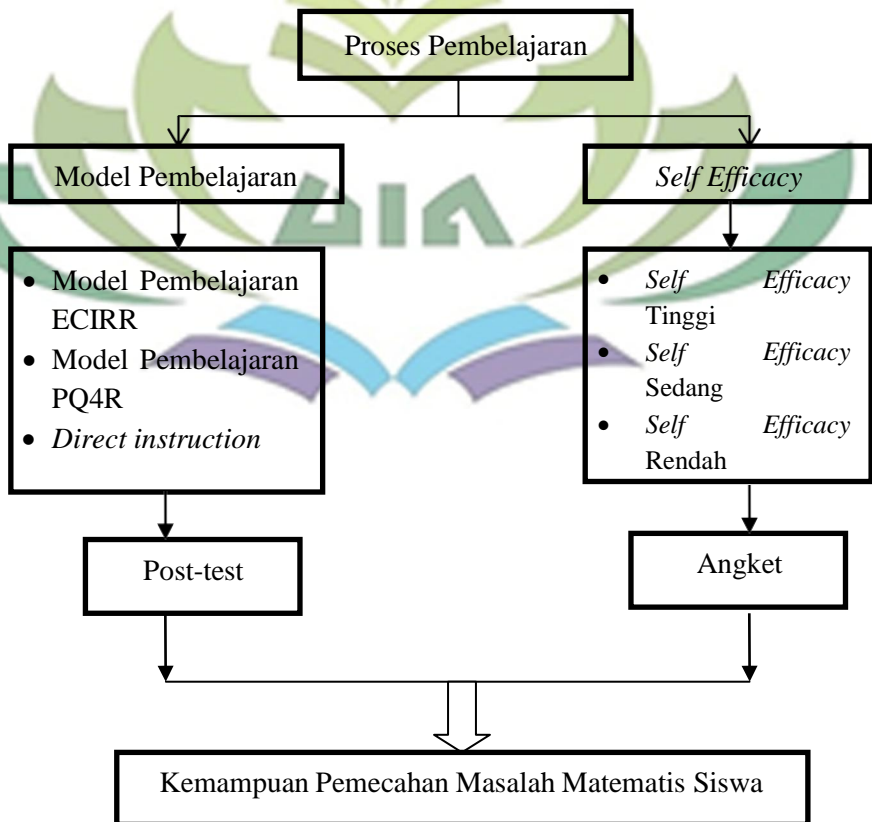 Proses Pembelajaran
Model Pembelajaran
Self Efficacy
• Model Pembelajaran
ECIRR
• Model Pembelajaran
PQ4R
• Direct instruction
• Self Efficacy
Tinggi
• Self Efficacy
Sedang
• Self Efficacy
Rendah
Post-test
Angket
Kemampuan Pemecahan Masalah Matematis Siswa